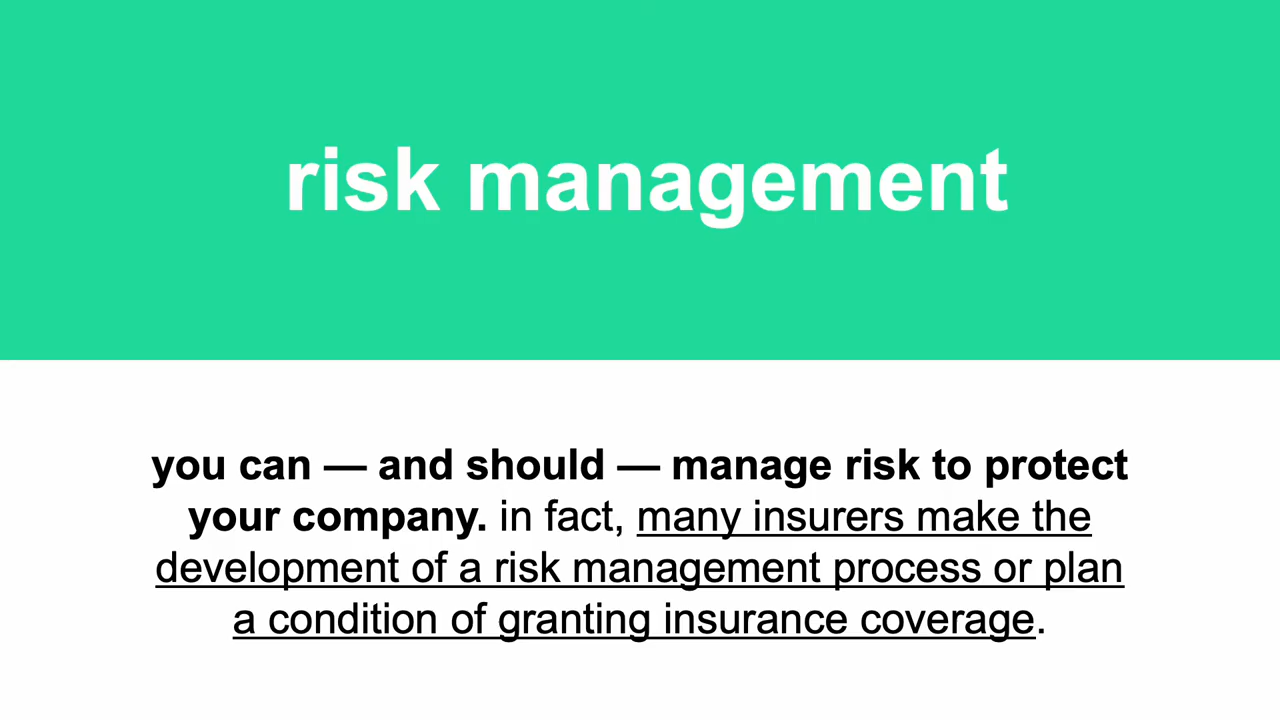 risk management
you can — and should — manage risk to protect
your company. in fact, many insurers make the
development of a risk management process or plan
a condition of granting insurance coverage.